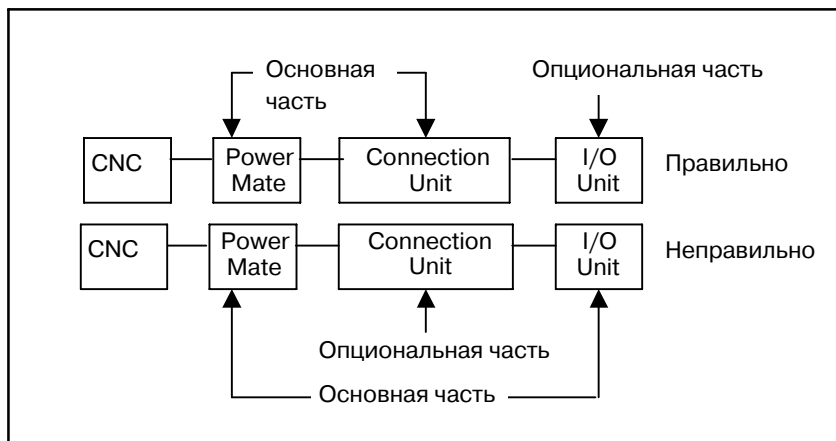 Основная
часть
Опциональная часть
CNC
Power
Mate
Connection
Unit
I/O
Unit
Правильно
CNC
Power
Mate
Connection
Unit
I/O
Unit
Неправильно
Опциональная часть
Основная часть